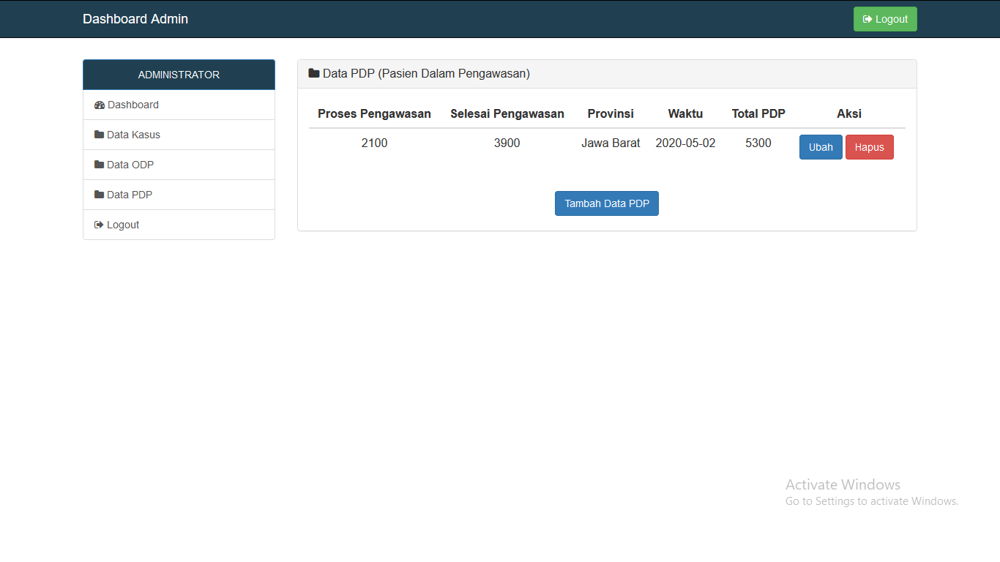 Dashboard Admin
Logout
ADMINISTRATOR
Dashboard
Data Kasus
Data ODP
Data PDP
Logout
Data PDP (Pasien Dalam Pengawasan)
Proses Pengawasan Selesai Pengawasan Provinsi Waktu Total PDP Aksi
2100 3900 Jawa Barat 2020-05-02 5300 Ubah Hapus
Tambah Data PDP
Activate Windows
Go to Settings to activate Windows.